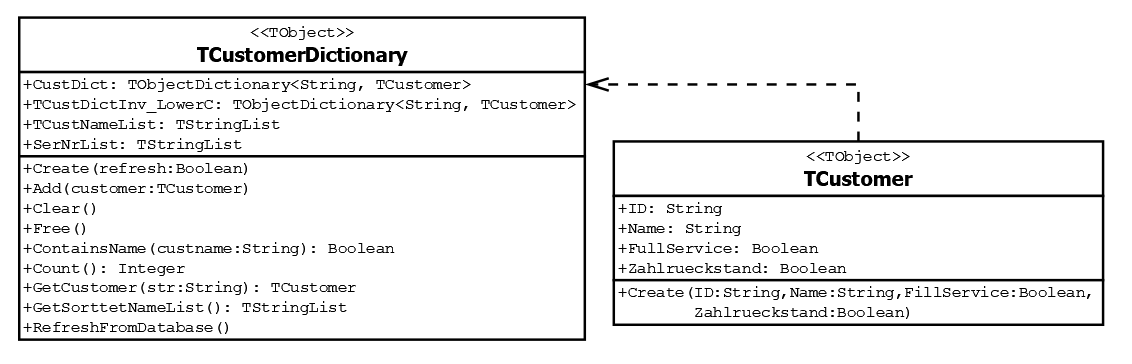 <<TObject>>
TCustomerDictionary
+CustDict: TObjectDictionary<String, TCustomer>
+TCustDictInv_LowerC: TObjectDictionary<String, TCustomer>
+TCustNameList: TStringList
+SerNrList: TStringList
+Create(refresh:Boolean)
+Add(customer:TCustomer)
+Clear()
+Free()
+ContainsName(custname:String): Boolean
+Count(): Integer
+GetCustomer(str:String): TCustomer
+GetSorttetNameList(): TStringList
+RefreshFromDatabase()
<<TObject>>
TCustomer
+ID: String
+Name: String
+FullService: Boolean
+Zahlrueckstand: Boolean
+Create(ID:String,Name:String,FillService:Boolean,
Zahlrueckstand:Boolean)